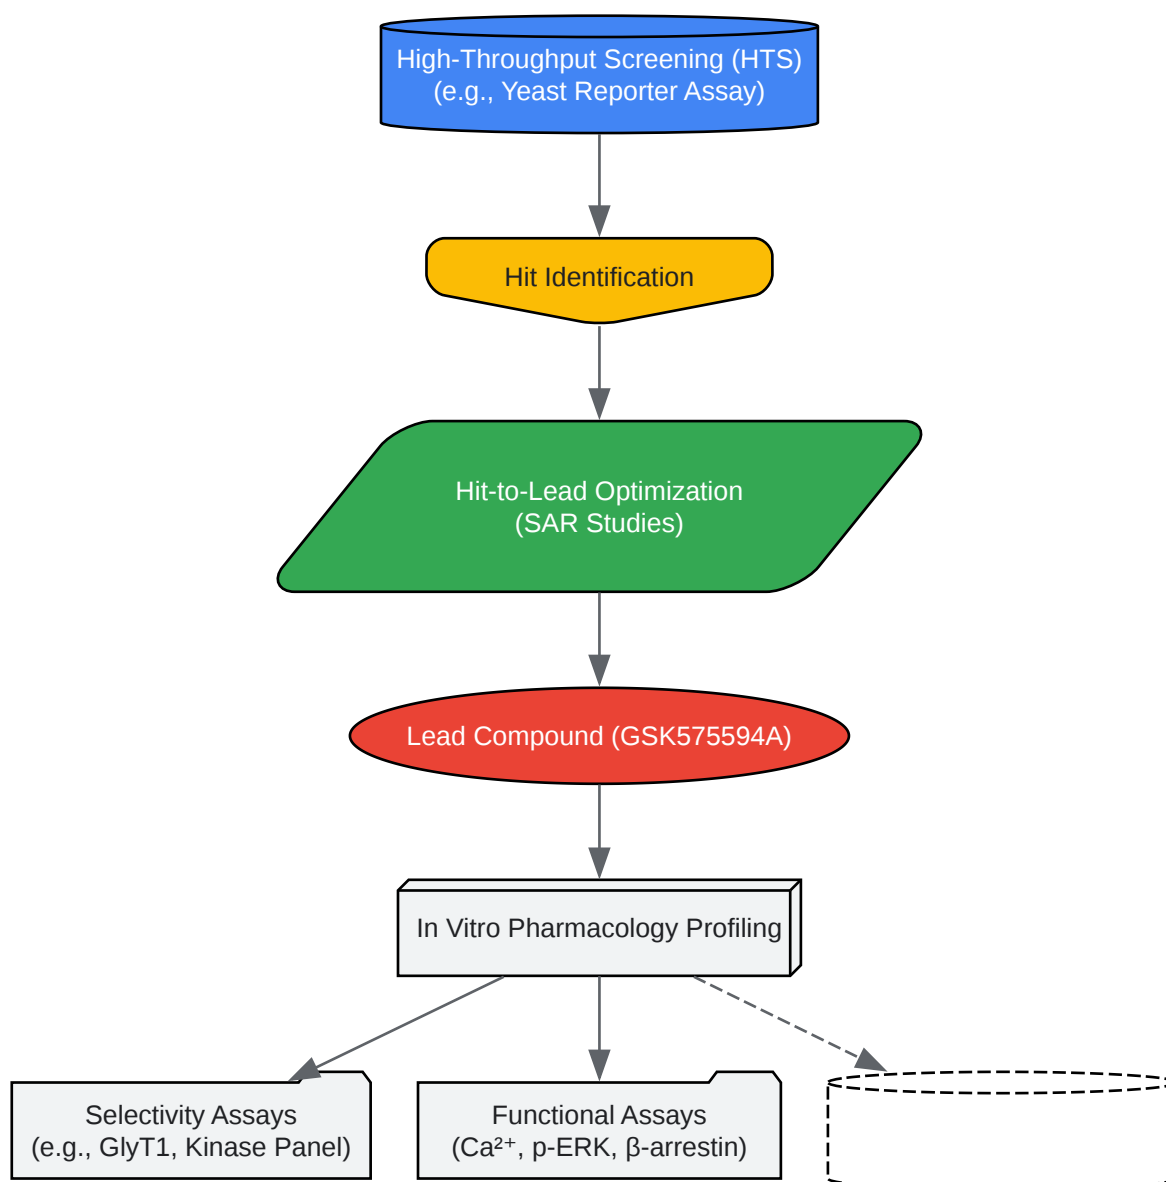 High-Throughput Screening (HTS)
(e.g., Yeast Reporter Assay)
Hit Identification
Hit-to-Lead Optimization
(SAR Studies)
Lead Compound (GSK575594A)
In Vitro Pharmacology Profiling
Selectivity Assays
(e.g., GlyT1, Kinase Panel)
Functional Assays
(Ca²⁺, p-ERK, β-arrestin)